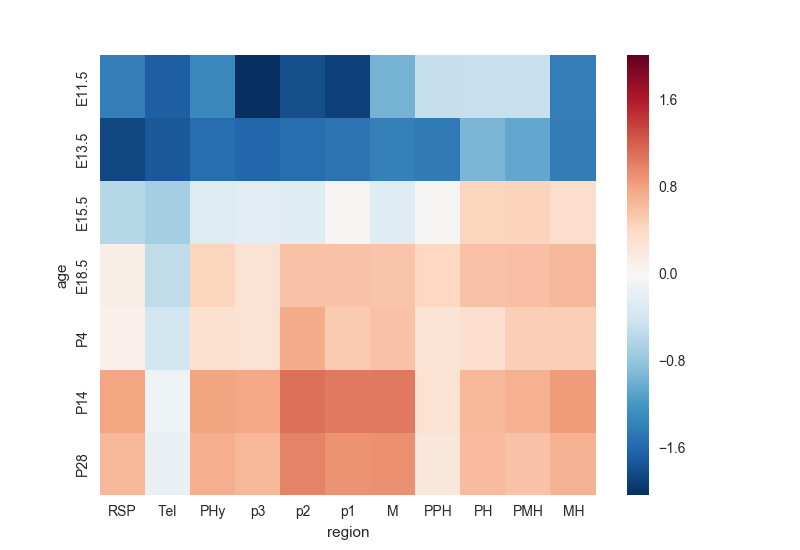 E11.5
E13.5
E15.5
E18.5
P4
P14
P28
age
RSP Tel PHy p3 p2 p1 M PPH PH PMH MH
region
1.6
0.8
0.0
−0.8
−1.6